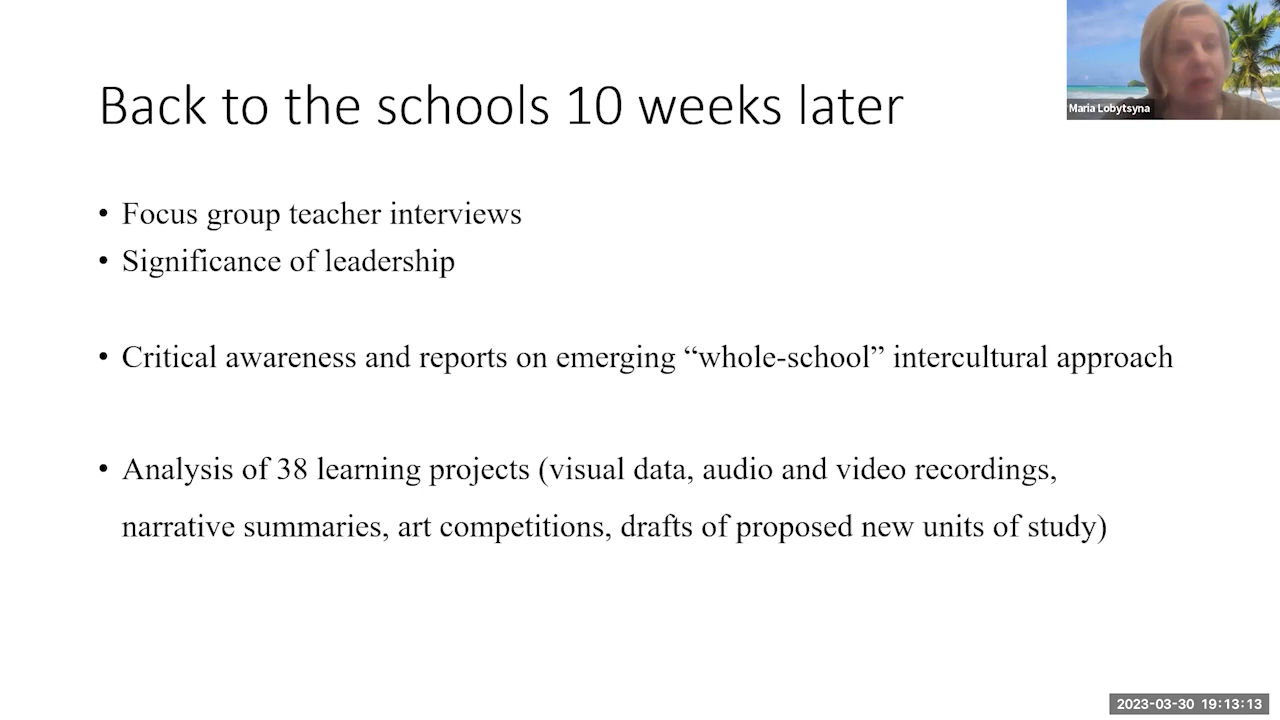 Back to the schools 10 weeks later
Maria Lobytsyna
• Focus group teacher interviews
• Significance of leadership
• Critical awareness and reports on emerging “whole-school” intercultural approach
• Analysis of 38 learning projects (visual data, audio and video recordings,
narrative summaries, art competitions, drafts of proposed new units of study)
2023-03-30 19:13:13